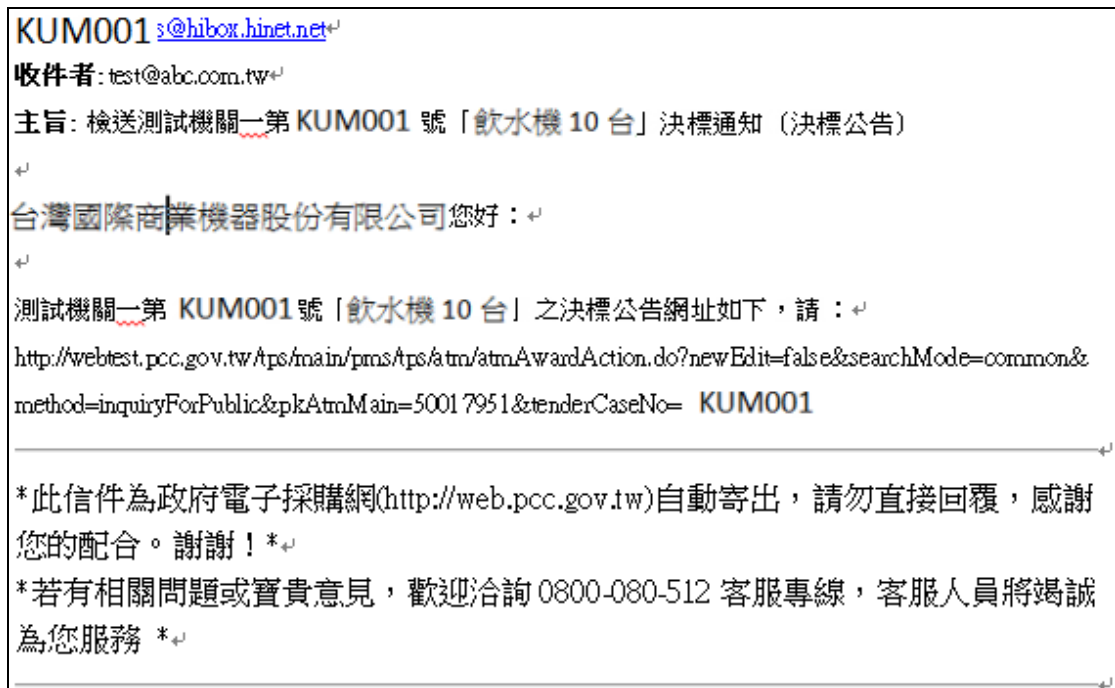 KUM001 s@hibox.hinet.net
收件者: test@abc.com.tw
主旨: 檢送測試機關一第 KUM001 號「飲水機 10 台」決標通知（決標公告）
台灣國際商業機器股份有限公司您好：
測試機關一第 KUM001號「飲水機 10 台」之決標公告網址如下，請：
http://webtest.pcc.gov.tw/tps/main/pms/tps/atm/atmAwardAction.do?newEdit=false&searchMode=common&
method=inquiryForPublic&pkAtmMain=50017951&tenderCaseNo= KUM001
*此信件為政府電子採購網(http://web.pcc.gov.tw)自動寄出，請勿直接回覆，感謝
您的配合。謝謝！*
*若有相關問題或寶貴意見，歡迎洽詢 0800-080-512 客服專線，客服人員將竭誠
為您服務 *